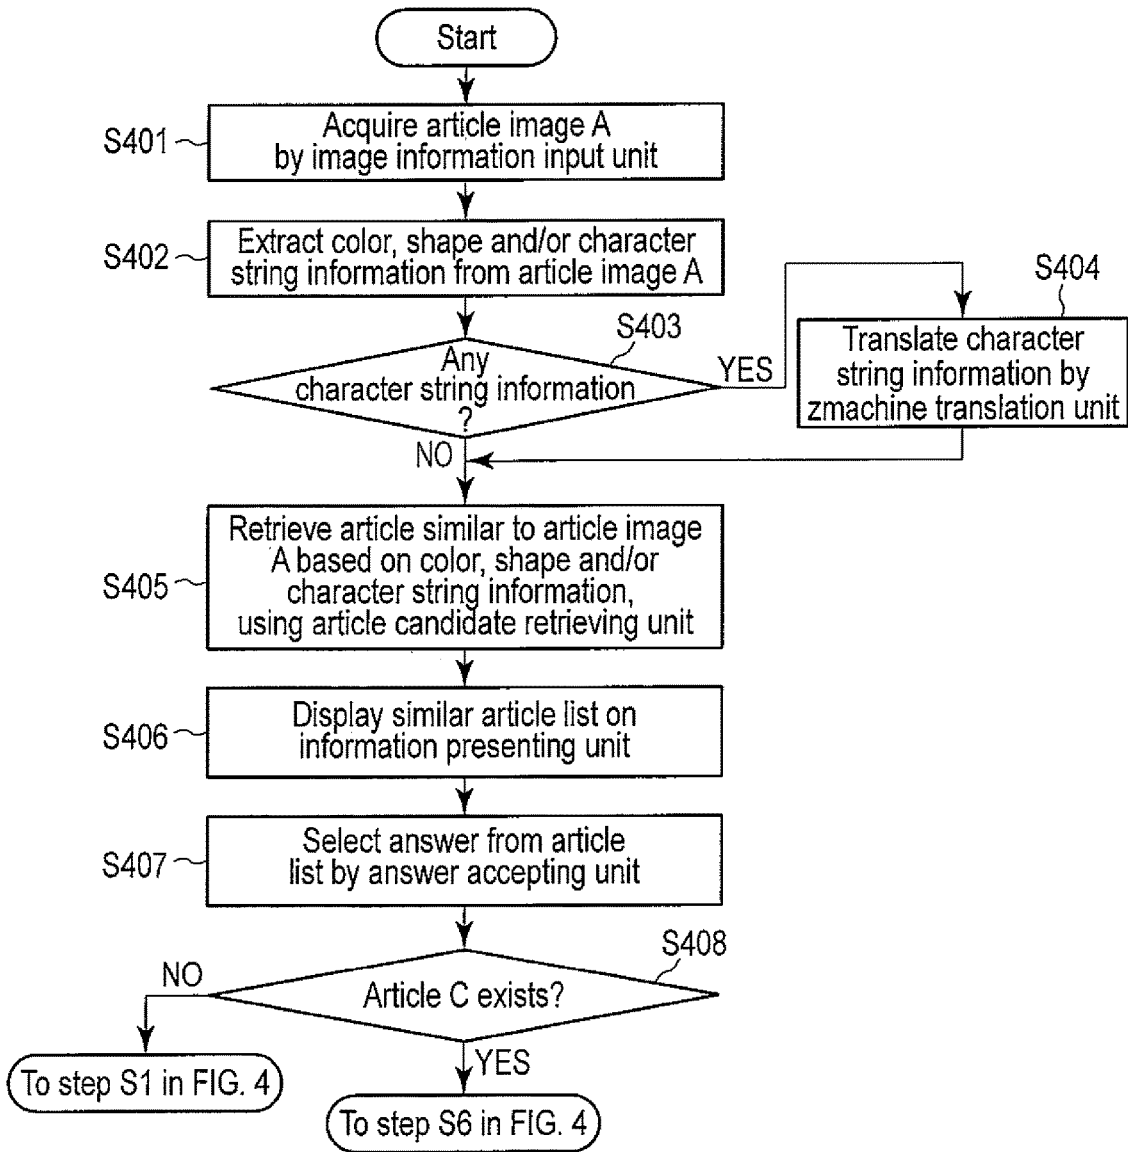 Start
S401
Acquire article image A
by image information input unit
S402
Extract color, shape and/or character
string information from article image A
S403
Any
character string information
?
YES
NO
S404
Translate character
string information by
zmachine translation unit
S405
Retrieve article similar to article image
A based on color, shape and/or
character string information,
using article candidate retrieving unit
S406
Display similar article list on
information presenting unit
S407
Select answer from article
list by answer accepting unit
S408
Article C exists?
NO
YES
To step S1 in FIG. 4
To step S6 in FIG. 4